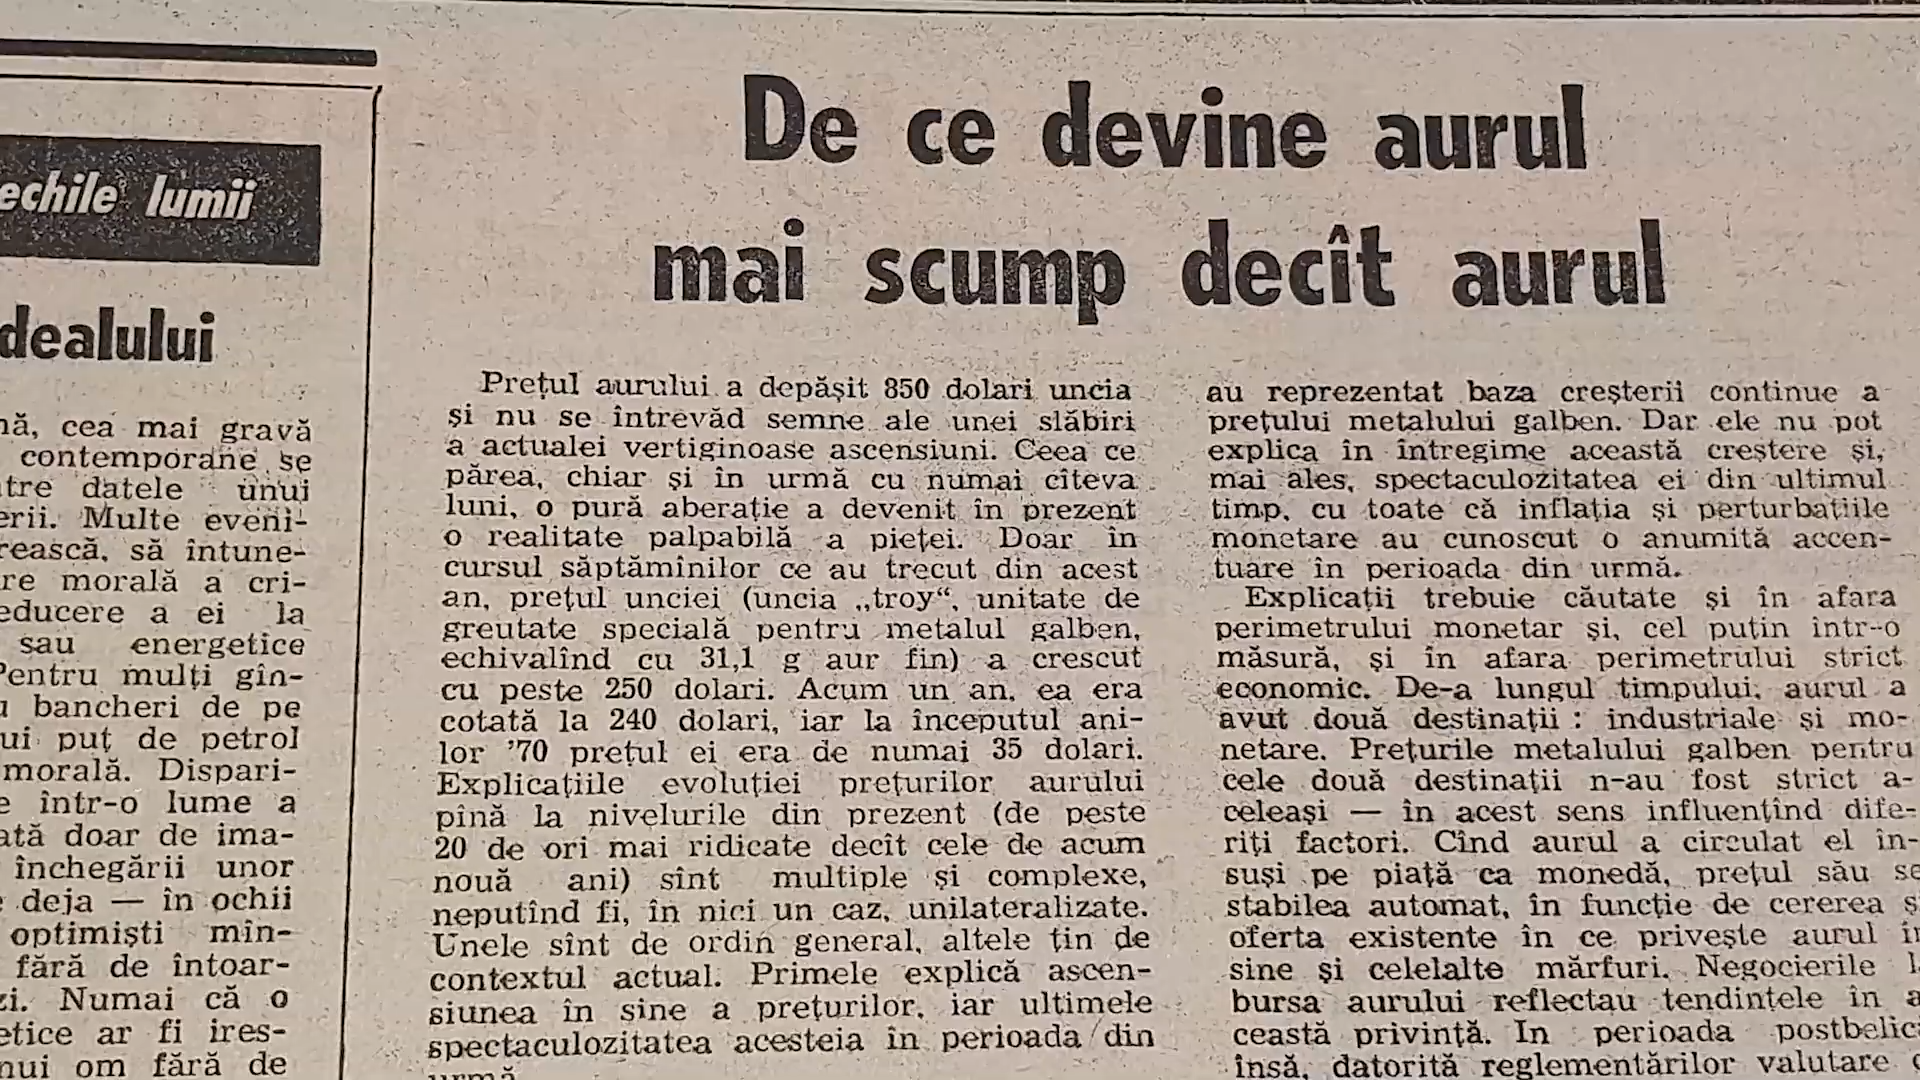 echile lumii
dealului
nă, cea mai gravă
contemporane se
tre datele unui
erii. Multe eveni-
rească, să întune-
re morală a cri-
educere a ei la
sau energetice
Pentru mulți gîn-
u bancheri de pe
ui puț de petrol
morală. Dispari-
e într-o lume a
ată doar de ima-
închegării unor
e deja — în ochii
optimiști mîn-
fără de întoar-
zi. Numai că o
etice ar fi ires-
nui om fără de
De ce devine aurul
mai scump decît aurul
Prețul aurului a depășit 850 dolari uncia
și nu se întrevăd semne ale unei slăbiri
a actualei vertiginoase ascensiuni. Ceea ce
părea, chiar și în urmă cu numai cîteva
luni, o pură aberație a devenit în prezent
o realitate palpabilă a pieței. Doar în
cursul săptămînilor ce au trecut din acest
an, prețul unciei (uncia „troy“, unitate de
greutate specială pentru metalul galben,
echivalînd cu 31,1 g aur fin) a crescut
cu peste 250 dolari. Acum un an, ea era
cotată la 240 dolari, iar la începutul ani-
lor ’70 prețul ei era de numai 35 dolari.
Explicațiile evoluției prețurilor aurului
pînă la nivelurile din prezent (de peste
20 de ori mai ridicate decît cele de acum
nouă ani) sînt multiple și complexe,
neputînd fi, în nici un caz, unilateralizate.
Unele sînt de ordin general, altele țin de
contextul actual. Primele explică ascen-
siunea în sine a prețurilor, iar ultimele
spectaculozitatea acesteia în perioada din
urmă
au reprezentat baza creșterii continue a
prețului metalului galben. Dar ele nu pot
explica în întregime această creștere și,
mai ales, spectaculozitatea ei din ultimul
timp, cu toate că inflația și perturbațiile
monetare au cunoscut o anumită accen-
tuare în perioada din urmă.
Explicații trebuie căutate și în afara
perimetrului monetar și, cel puțin într-o
măsură, și în afara perimetrului strict
economic. De-a lungul timpului, aurul a
avut două destinații : industriale și mo-
netare. Prețurile metalului galben pentru
cele două destinații n-au fost strict a-
celeași — în acest sens influențînd dife-
riți factori. Cînd aurul a circulat el în-
suși pe piață ca monedă, prețul său se
stabilea automat, în funcție de cererea și
oferta existente în ce privește aurul în
sine și celelalte mărfuri. Negocierile l
bursa aurului reflectau tendințele în a
ceastă privință. In perioada postbelică
însă, datorită reglementărilor valutare